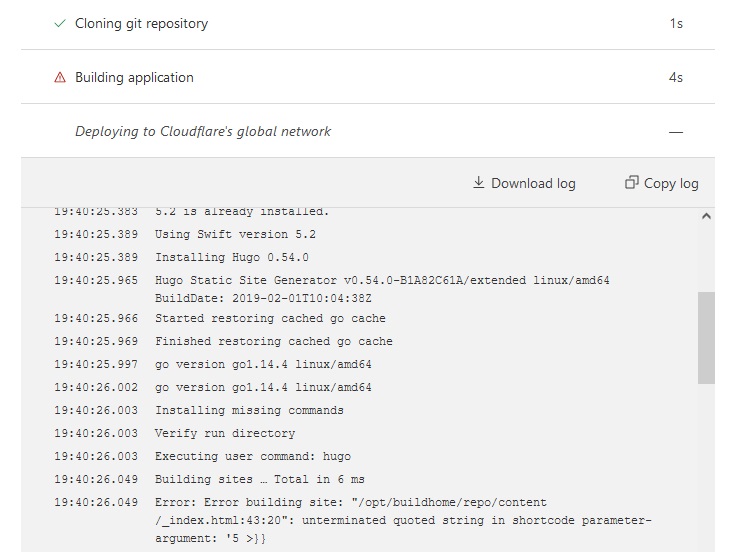 Cloning git repository 1s
Building application 4s
Deploying to Cloudflare's global network —
Download log Copy log
19:40:25.383 5.2 is already installed.
19:40:25.389 Using Swift version 5.2
19:40:25.389 Installing Hugo 0.54.0
19:40:25.965 Hugo Static Site Generator v0.54.0-B1A82C61A/extended linux/amd64
BuildDate: 2019-02-01T10:04:38Z
19:40:25.966 Started restoring cached go cache
19:40:25.969 Finished restoring cached go cache
19:40:25.997 go version go1.14.4 linux/amd64
19:40:26.002 go version go1.14.4 linux/amd64
19:40:26.003 Installing missing commands
19:40:26.003 Verify run directory
19:40:26.003 Executing user command: hugo
19:40:26.049 Building sites … Total in 6 ms
19:40:26.049 Error: Error building site: "/opt/buildhome/repo/content
/_index.html:43:20": unterminated quoted string in shortcode parameter-
argument: '5 >}}